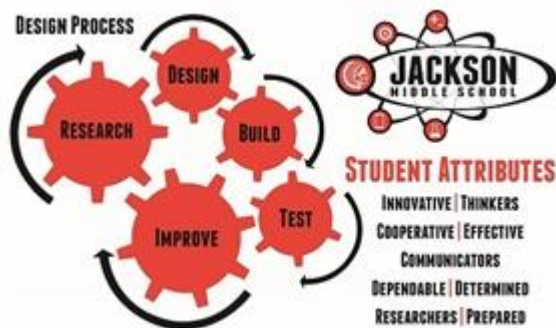 DESIGN PROCESS
RESEARCH
DESIGN
BUILD
TEST
IMPROVE
JACKSON
MIDDLE SCHOOL
STUDENT ATTRIBUTES
INNOVATIVE | THINKERS
COOPERATIVE | EFFECTIVE
COMMUNICATORS
DEPENDABLE | DETERMINED
RESEARCHERS | PREPARED